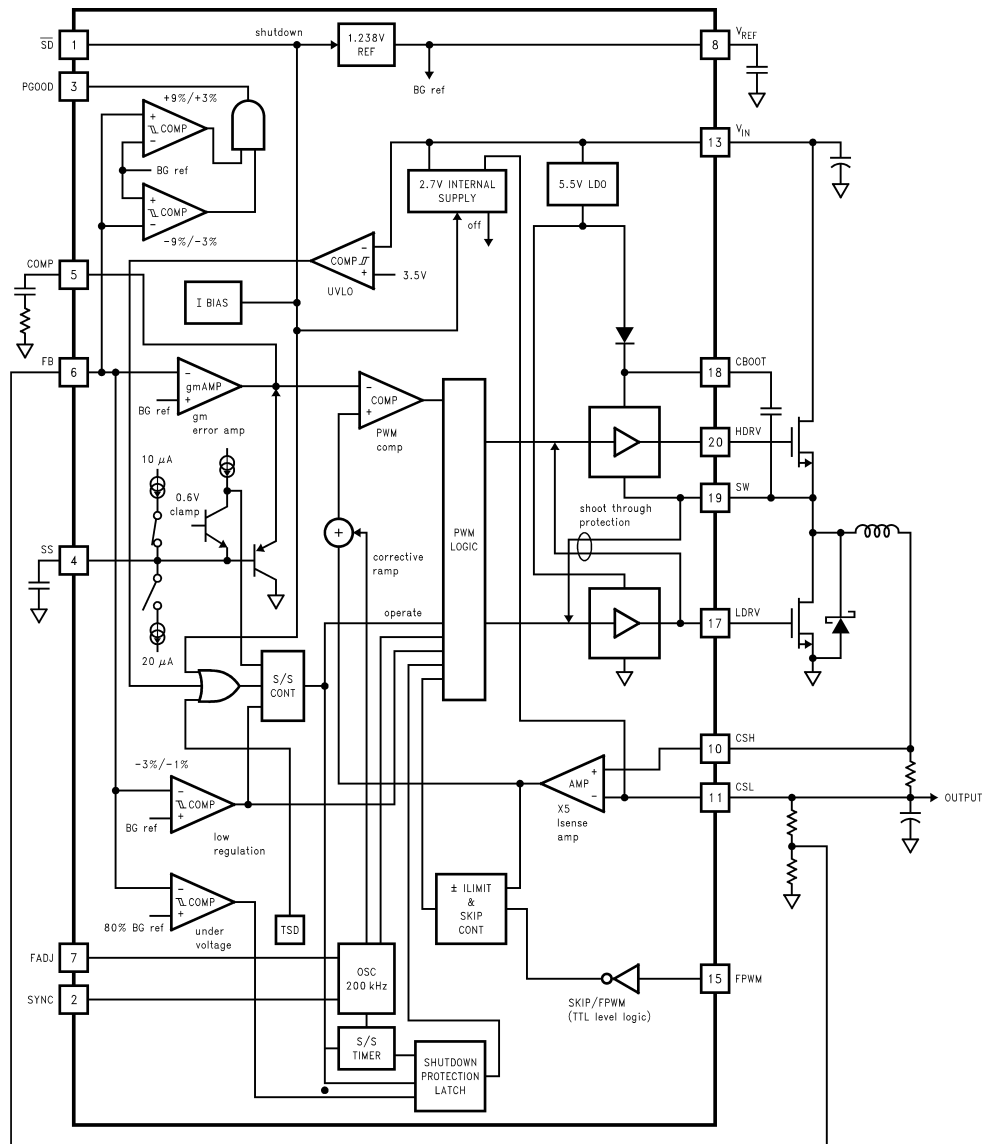 shutdown
SD
1
1.238V
REF
8
VREF
PGOOD
3
BG ref
+9%/+3%
+
COMP
-
BG ref
+
COMP
-
-9%/-3%
13
VIN
2.7V INTERNAL
SUPPLY
5.5V LDO
off
COMP
5
-
COMP
+
3.5V
UVLO
I BIAS
FB
6
-
gmAMP
+
BG ref
gm
error amp
-
COMP
+
PWM
comp
18
CBOOT
20
HDRV
19
SW
10 μA
0.6V
clamp
+
corrective
ramp
PWM
LOGIC
shoot through
protection
SS
4
20 μA
operate
17
LDRV
S/S
CONT
10
CSH
-3%/-1%
-
COMP
+
BG ref
low
regulation
+
AMP
-
X5
Isense
amp
11
CSL
OUTPUT
-
COMP
+
80% BG ref
under
voltage
TSD
± ILIMIT
&
SKIP
CONT
FADJ
7
OSC
200 kHz
15
FPWM
SYNC
2
SKIP/FPWM
(TTL level logic)
S/S
TIMER
SHUTDOWN
PROTECTION
LATCH